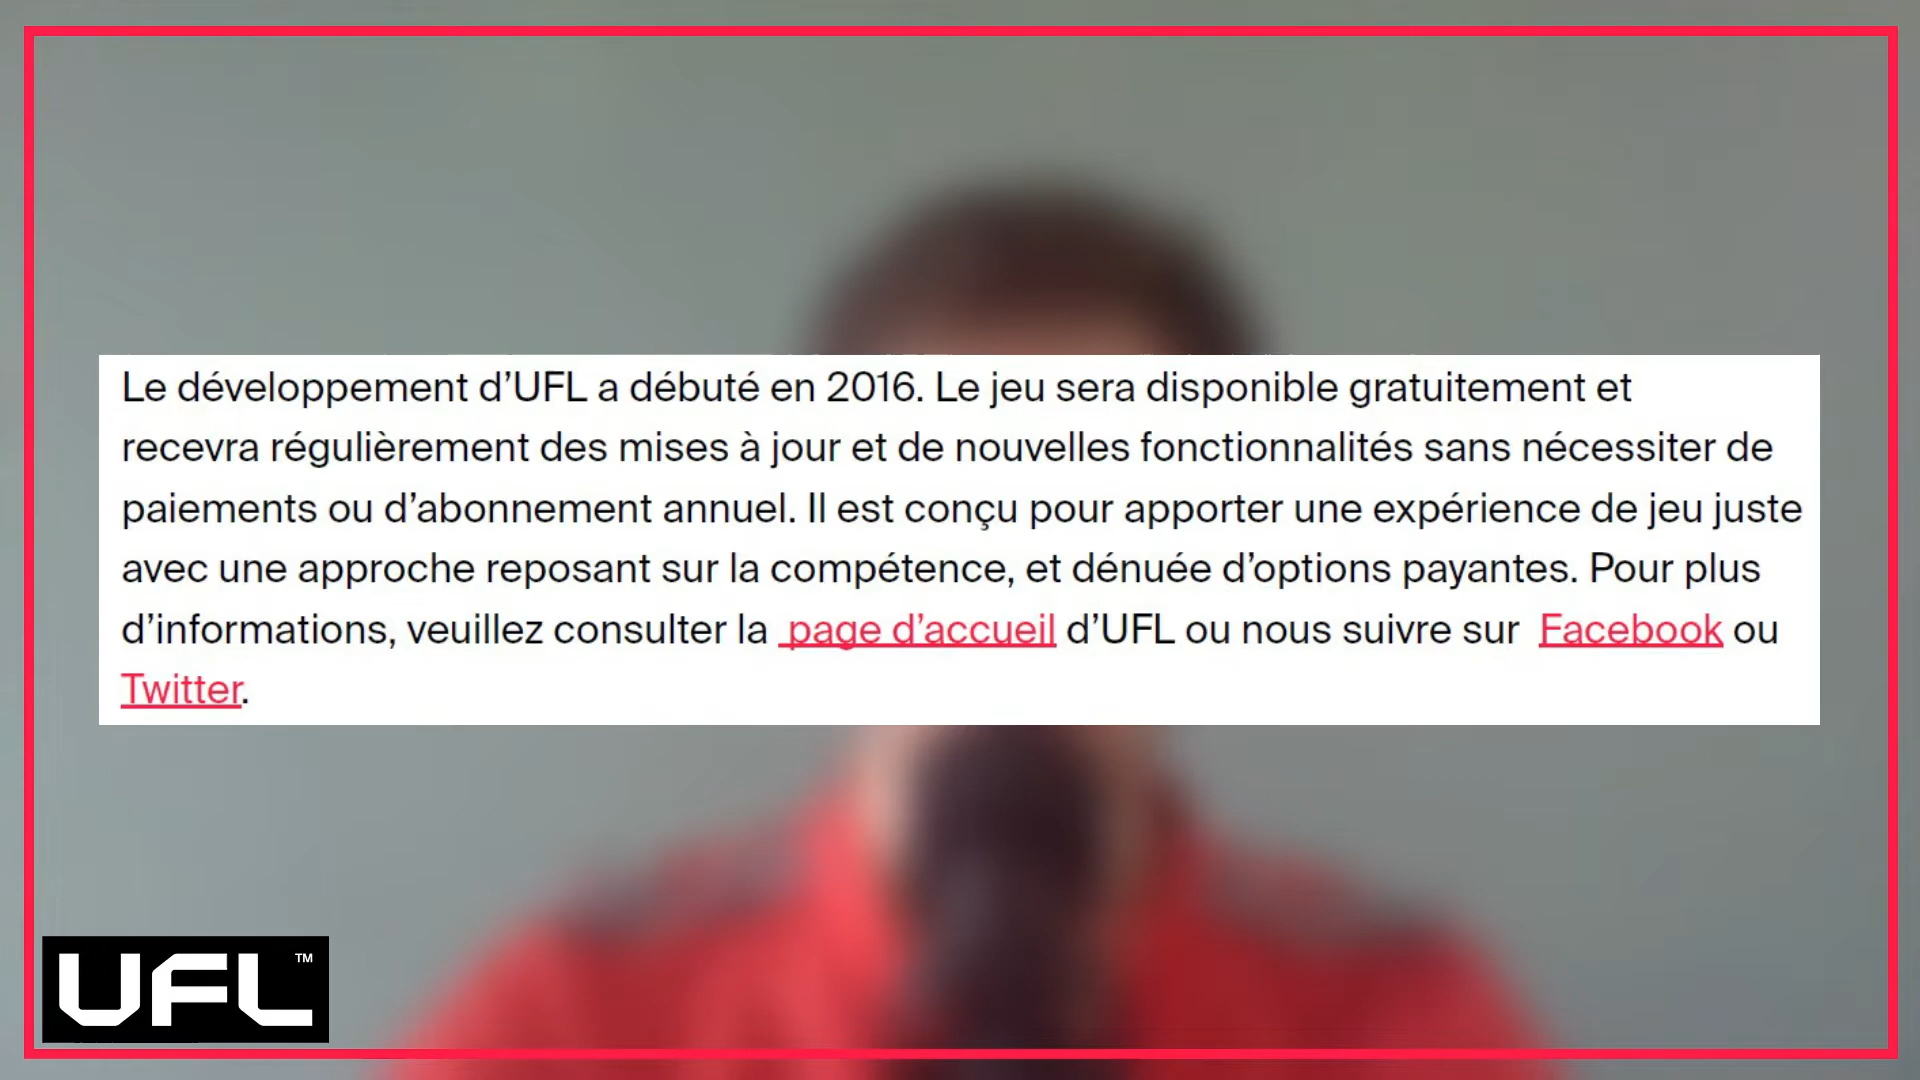 Le développement d’UFL a débuté en 2016. Le jeu sera disponible gratuitement et
recevra régulièrement des mises à jour et de nouvelles fonctionnalités sans nécessiter de
paiements ou d’abonnement annuel. Il est conçu pour apporter une expérience de jeu juste
avec une approche reposant sur la compétence, et dénuée d’options payantes. Pour plus
d’informations, veuillez consulter la page d’accueil d’UFL ou nous suivre sur Facebook ou
Twitter.
UFL™